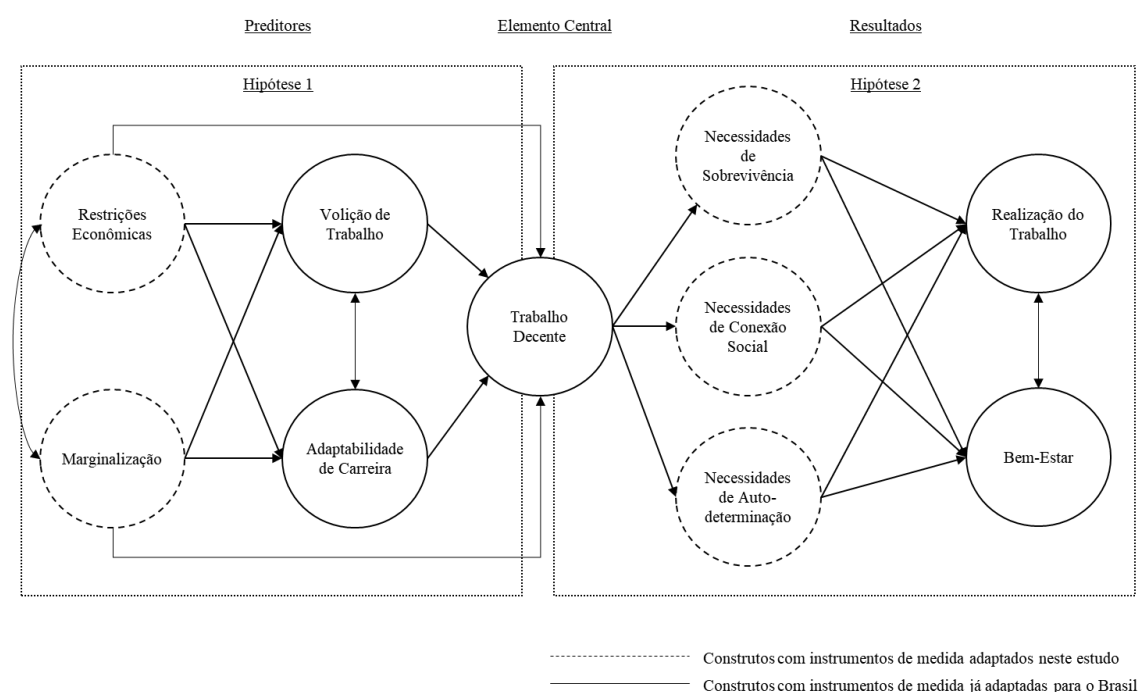 Preditores
Elemento Central
Resultados
Hipótese 1
Hipótese 2
Restrições
Econômicas
Volição de
Trabalho
Marginalização
Adaptabilidade
de Carreira
Trabalho
Decente
Necessidades
de
Sobrevivência
Necessidades
de Conexão
Social
Necessidades
de Auto-
determinação
Realização do
Trabalho
Bem-Estar
Construtos com instrumentos de medida adaptados neste estudo
Construtos com instrumentos de medida já adaptadas para o Brasil